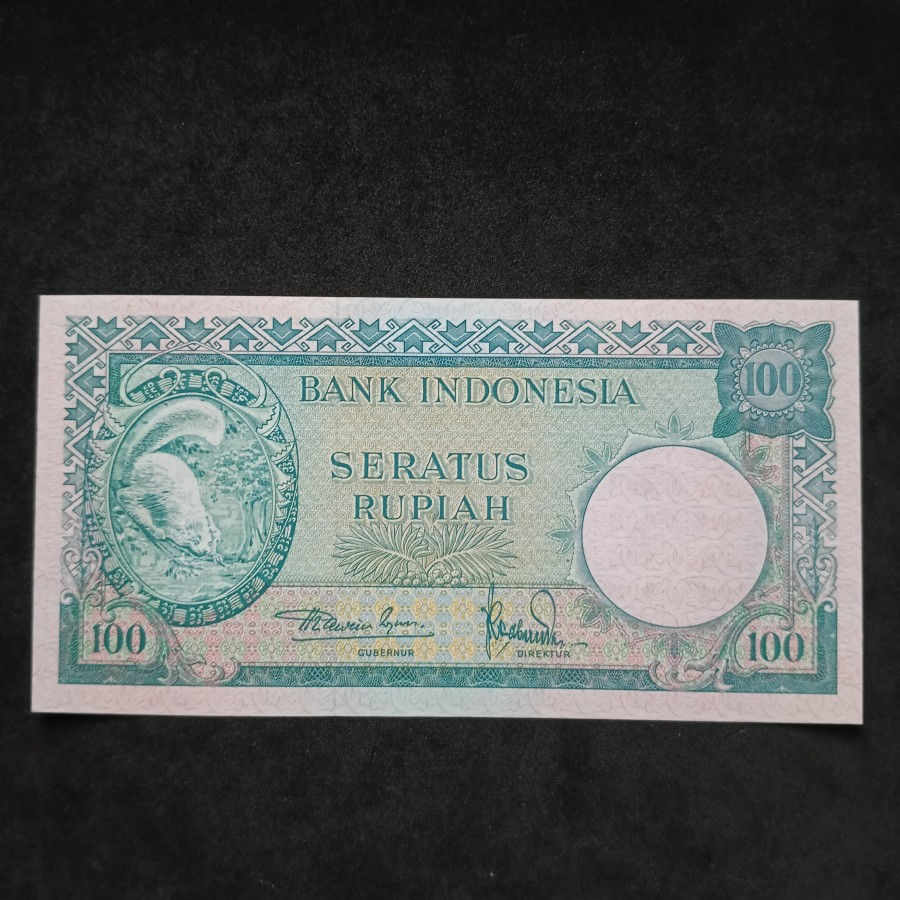 BANK INDONESIA
100
SERATUS
RUPIAH
GUBERNUR
DIREKTUR
100
100